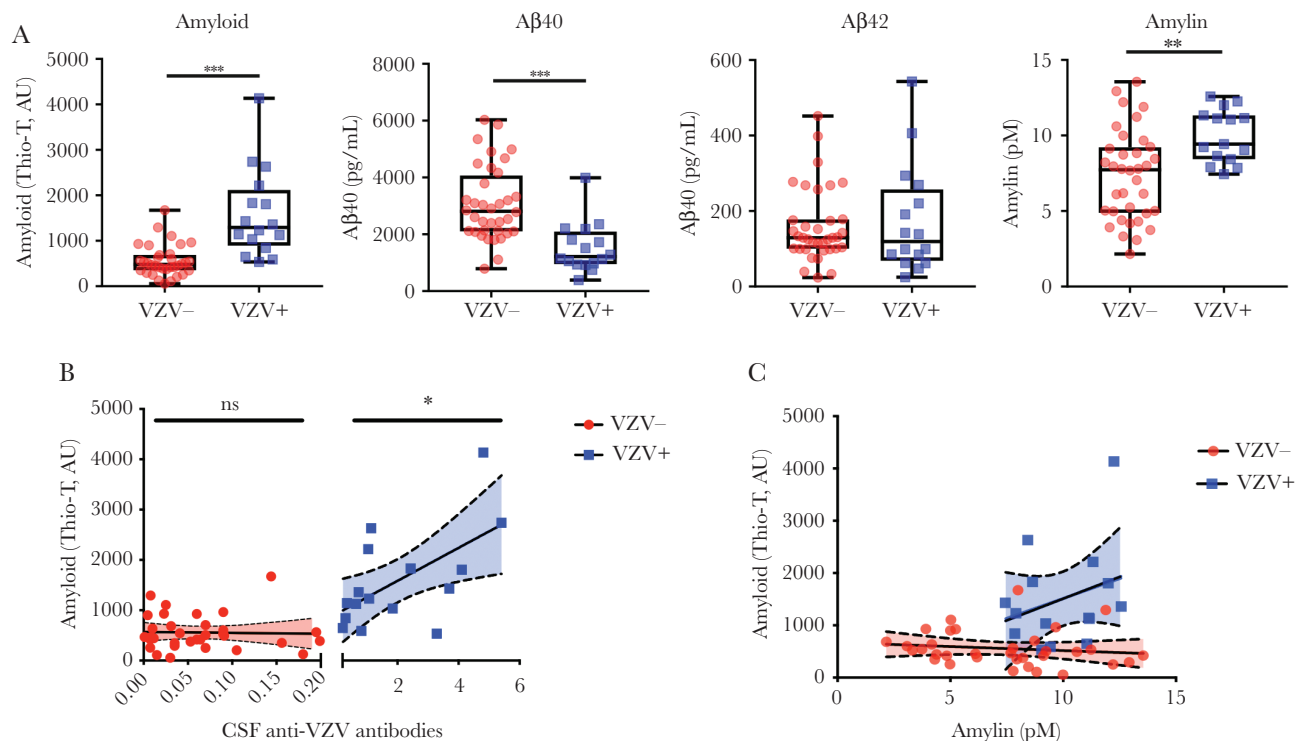 A
Amyloid
Amyloid (Thio-T, AU)
5000
4000
3000
2000
1000
0
***
VZV–
VZV+
Aβ40
Aβ40 (pg/mL)
8000
6000
4000
2000
0
***
VZV–
VZV+
Aβ42
Aβ40 (pg/mL)
600
400
200
0
VZV–
VZV+
Amylin
Amylin (pM)
15
10
5
0
**
VZV–
VZV+
B
Amyloid (Thio-T, AU)
5000
4000
3000
2000
1000
0
ns
*
VZV–
VZV+
0.00
0.05
0.10
0.15
0.20
2
4
6
CSF anti-VZV antibodies
C
Amyloid (Thio-T, AU)
5000
4000
3000
2000
1000
0
VZV–
VZV+
5
10
15
Amylin (pM)